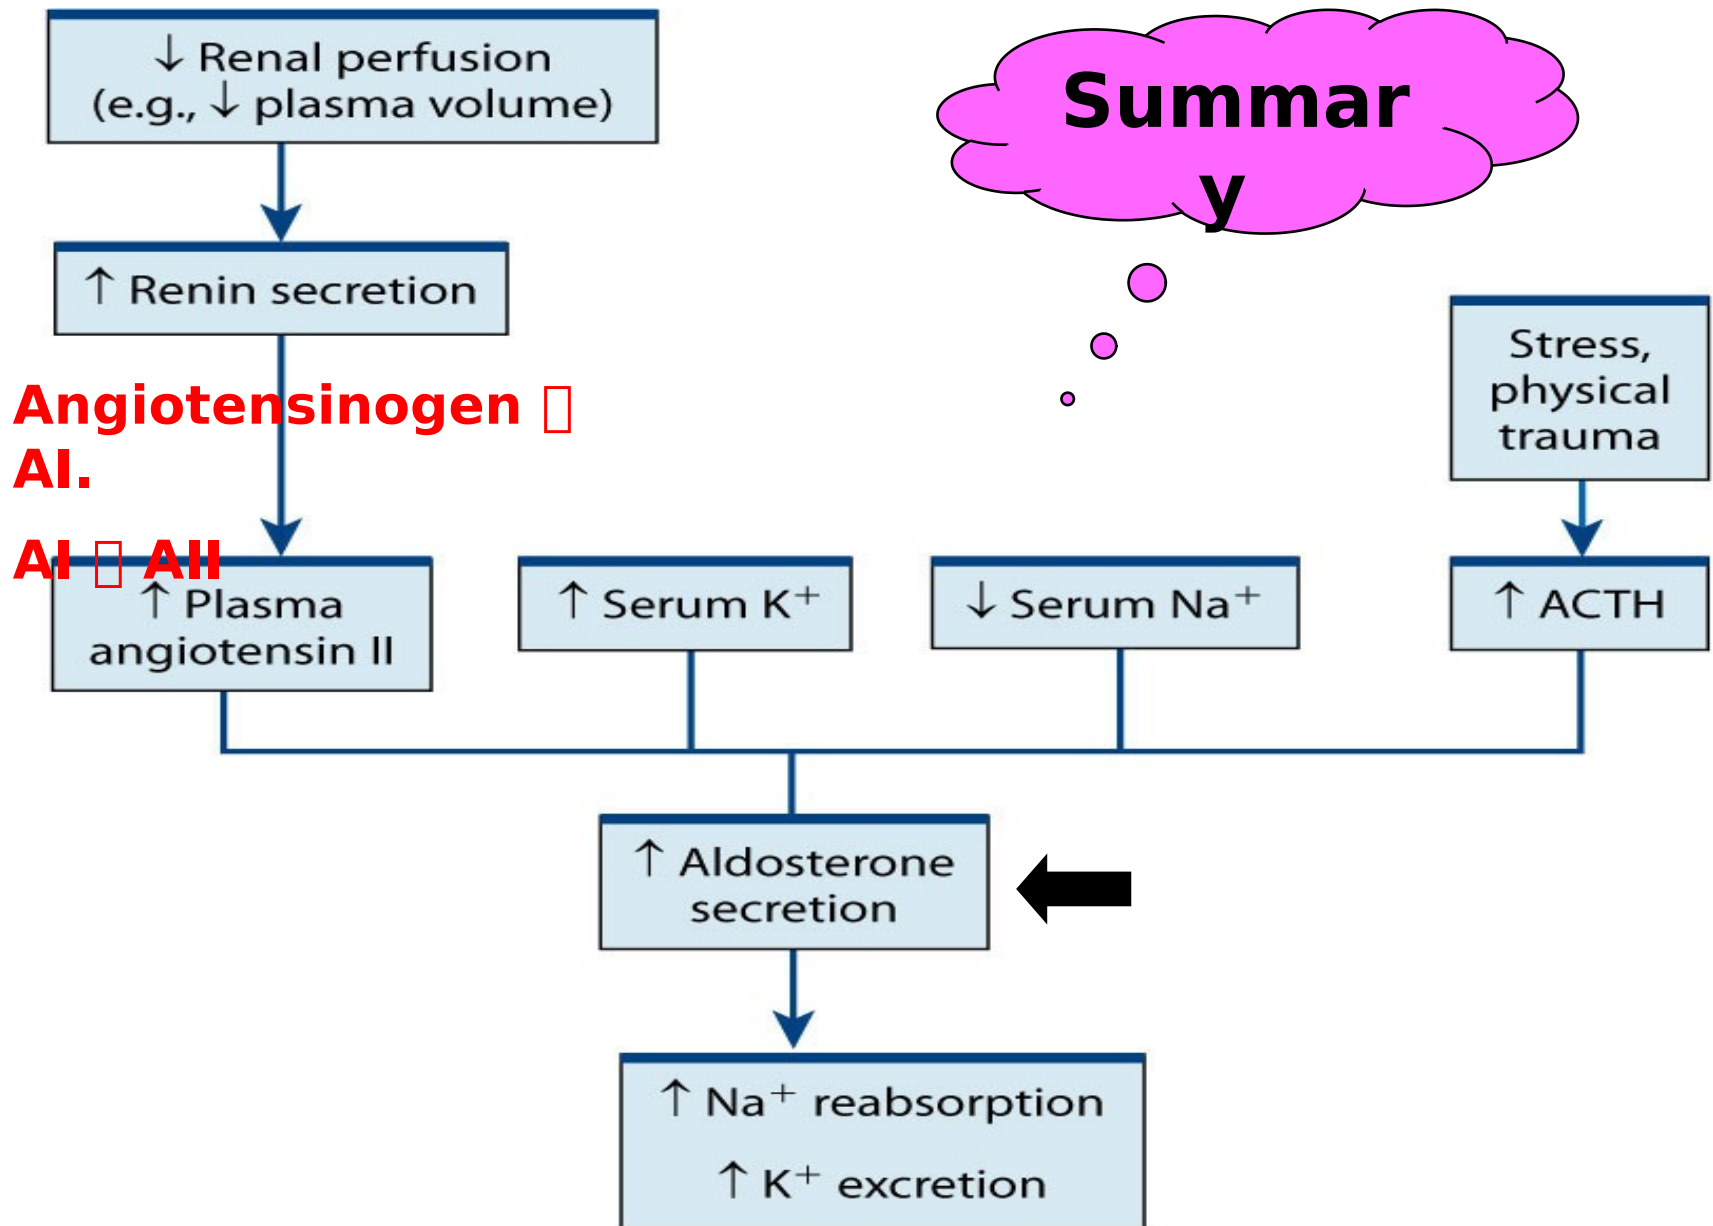 ↓ Renal perfusion
(e.g., ↓ plasma volume)
Summar
y
↑ Renin secretion
Stress,
physical
trauma
Angiotensinogen 
AI.
AI  AII
↑ Plasma
angiotensin II
↑ Serum K⁺
↓ Serum Na⁺
↑ ACTH
↑ Aldosterone
secretion
↑ Na⁺ reabsorption
↑ K⁺ excretion